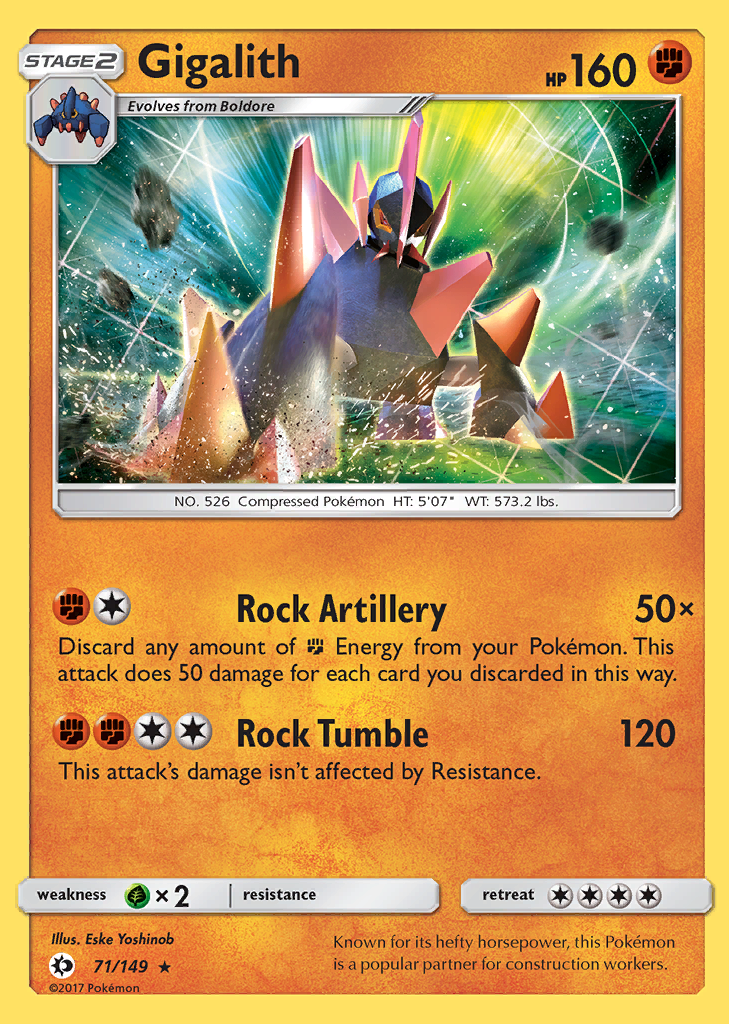 STAGE2
Gigalith
HP 160
Evolves from Boldore
NO. 526 Compressed Pokémon HT: 5'07" WT: 573.2 lbs.
Rock Artillery 50×
Discard any amount of Energy from your Pokémon. This
attack does 50 damage for each card you discarded in this way.
Rock Tumble 120
This attack's damage isn't affected by Resistance.
weakness ×2 resistance retreat
Illus. Eske Yoshinob
71/149 ★
©2017 Pokémon
Known for its hefty horsepower, this Pokémon
is a popular partner for construction workers.